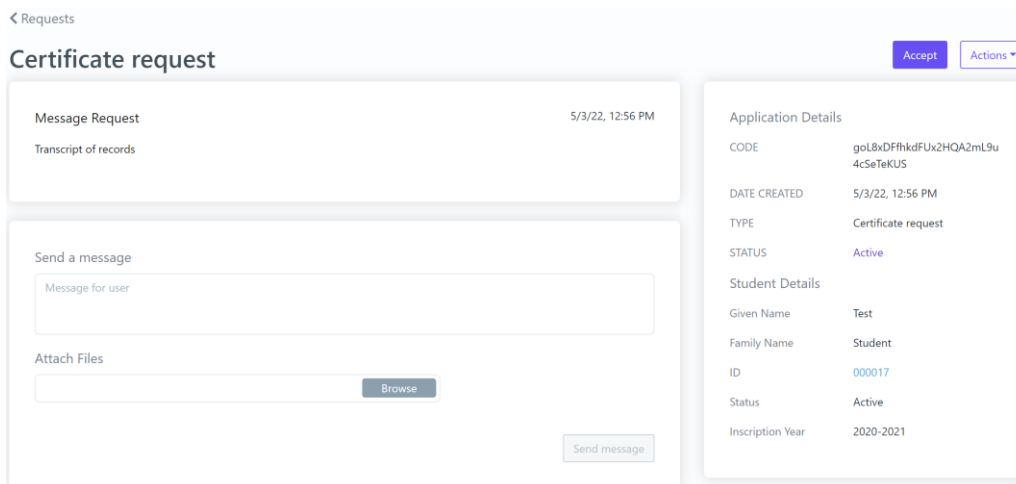 Requests
Certificate request
Accept
Actions
Message Request
5/3/22, 12:56 PM
Transcript of records
Send a message
Message for user
Attach Files
Browse
Send message
Application Details
CODE
goL8xDFfhkdFUx2HQA2mL9u
4cSeTeKUS
DATE CREATED
5/3/22, 12:56 PM
TYPE
Certificate request
STATUS
Active
Student Details
Given Name
Test
Family Name
Student
ID
000017
Status
Active
Inscription Year
2020-2021